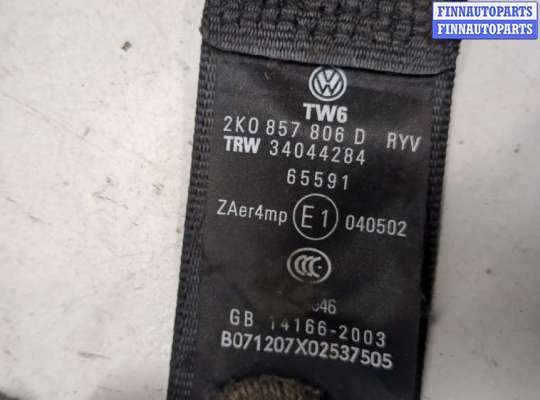 FINNAUTOPARTS
FINNAUTOPARTS
TW6
2K0 857 806 D RYV
TRW 34044284
65591
ZAer4mp E1 040502
GB 14166-2003
B071207X02537505